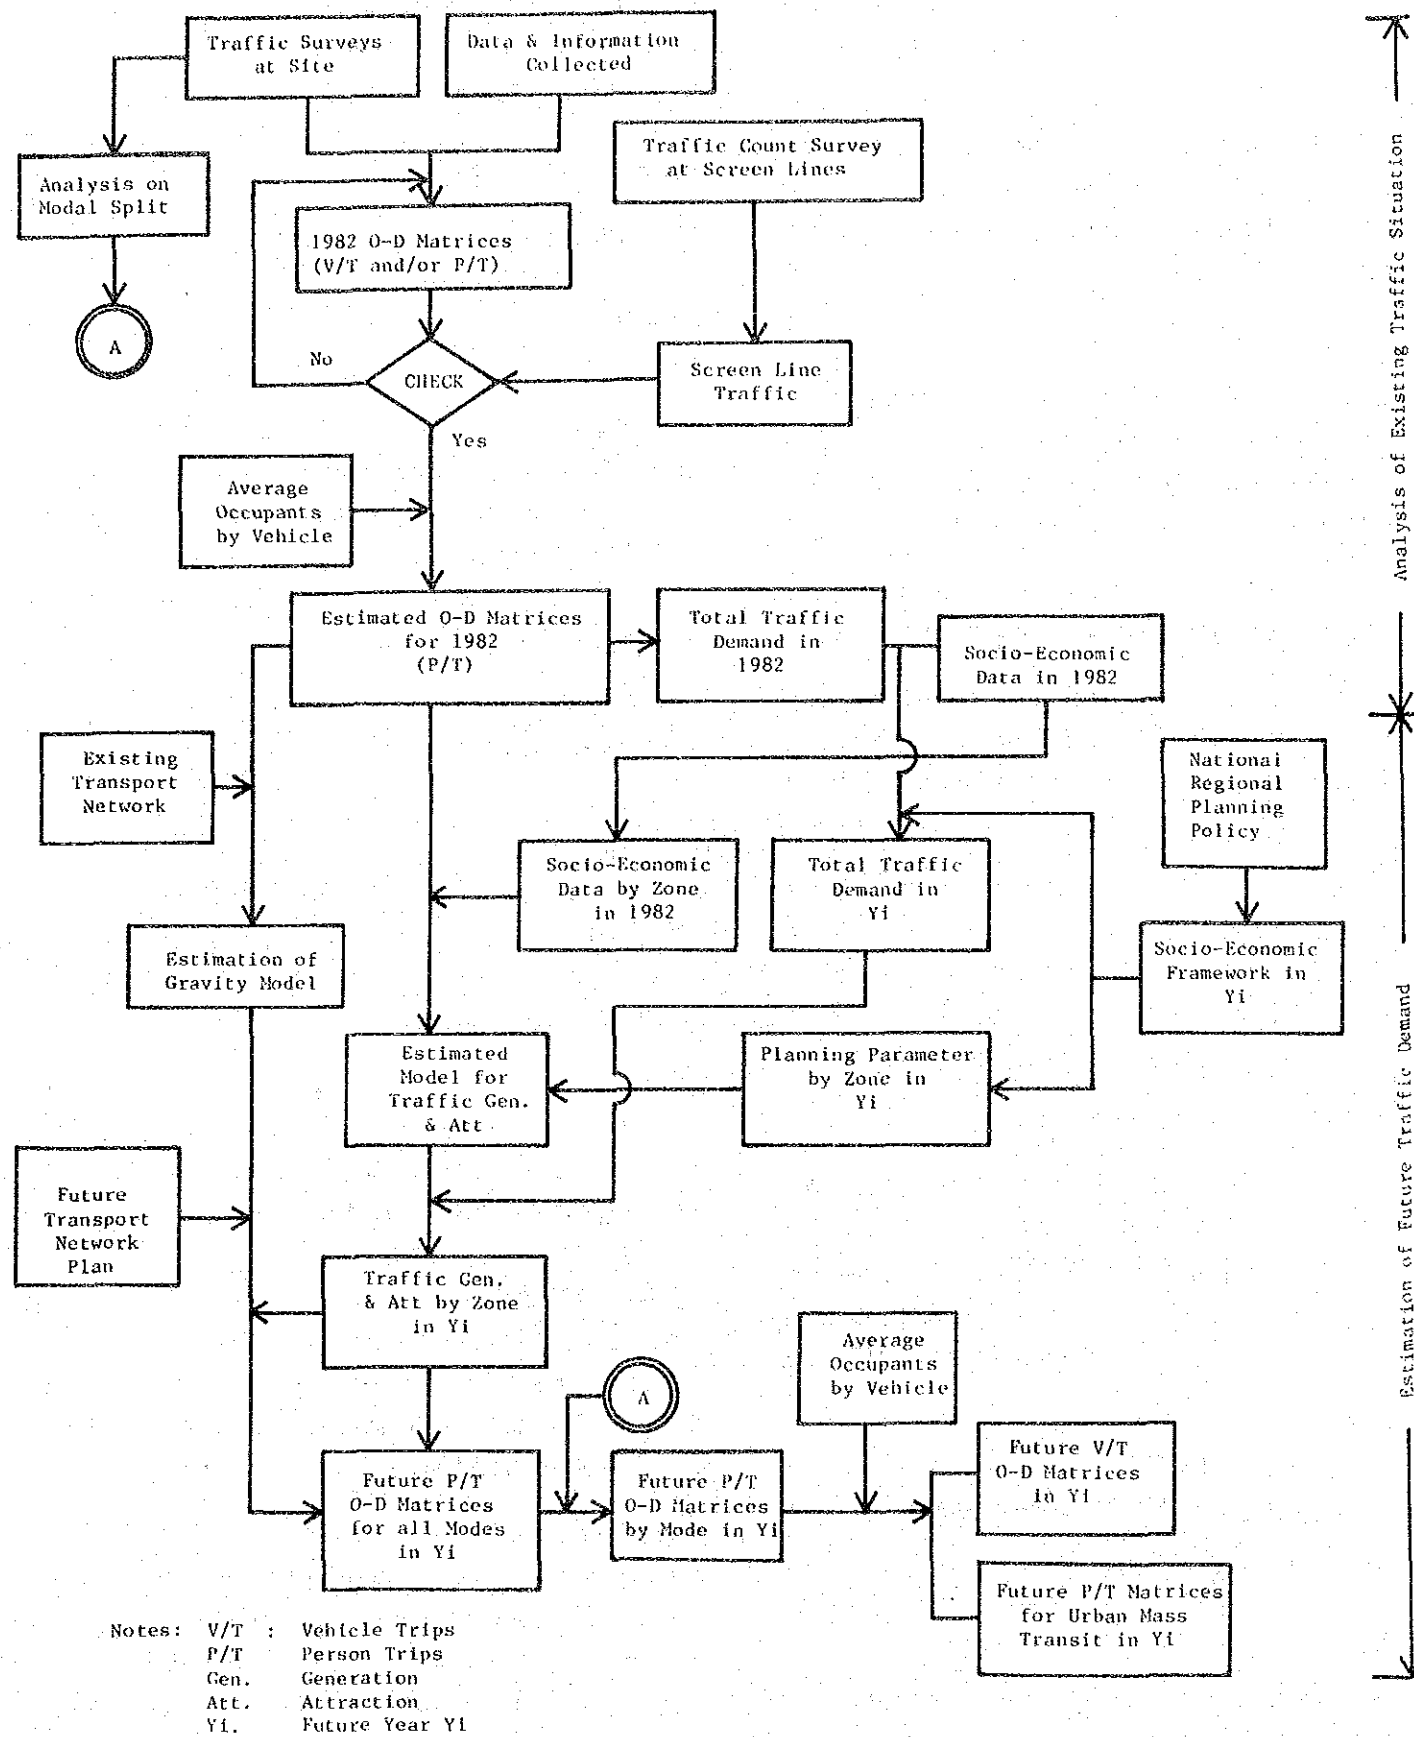 Traffic Surveys
at Site
Data & Information
Collected
Traffic Count Survey
at Screen Lines
Analysis on
Modal Split
1982 O-D Matrices
(V/T and/or P/T)
A
No
CHECK
Screen Line
Traffic
Yes
Average
Occupants
by Vehicle
Estimated O-D Matrices
for 1982
(P/T)
Total Traffic
Demand in
1982
Socio-Economic
Data in 1982
Analysis of Existing Traffic Situation
Existing
Transport
Network
National
Regional
Planning
Policy
Socio-Economic
Data by Zone
in 1982
Total Traffic
Demand in
Yi
Estimation of
Gravity Model
Socio-Economic
Framework in
Yi
Estimated
Model for
Traffic Gen.
& Att
Planning Parameter
by Zone in
Yi
Future
Transport
Network
Plan
Traffic Gen.
& Att by Zone
in Yi
Average
Occupants
by Vehicle
A
Future P/T
O-D Matrices
for all Modes
in Yi
Future P/T
O-D Matrices
by Mode in Yi
Future V/T
O-D Matrices
in Yi
Future P/T Matrices
for Urban Mass
Transit in Yi
Estimation of Future Traffic Demand
Notes: V/T : Vehicle Trips
P/T Person Trips
Gen. Generation
Att. Attraction
Yi. Future Year Yi